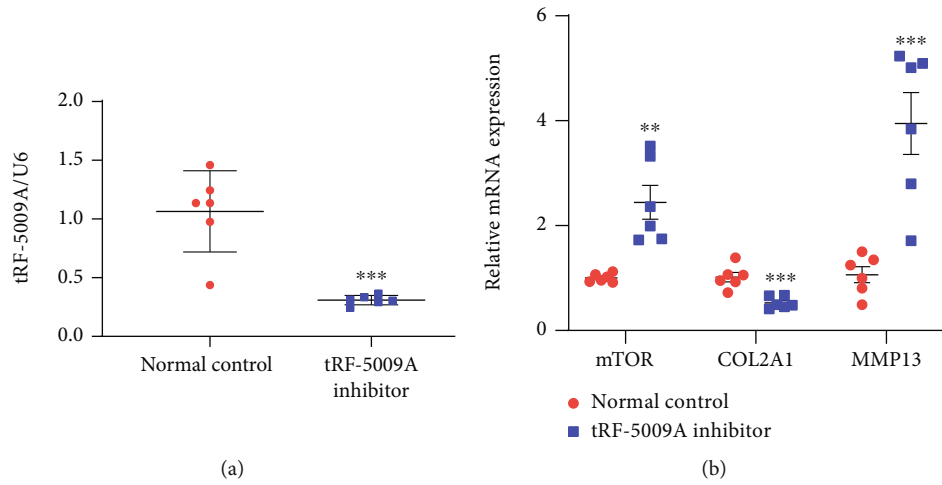 tRF-5009A/U6
2.0
1.5
1.0
0.5
0.0
***
Normal control
tRF-5009A
inhibitor
(a)
Relative mRNA expression
6
4
2
0
**
***
***
mTOR
COL2A1
MMP13
Normal control
tRF-5009A inhibitor
(b)